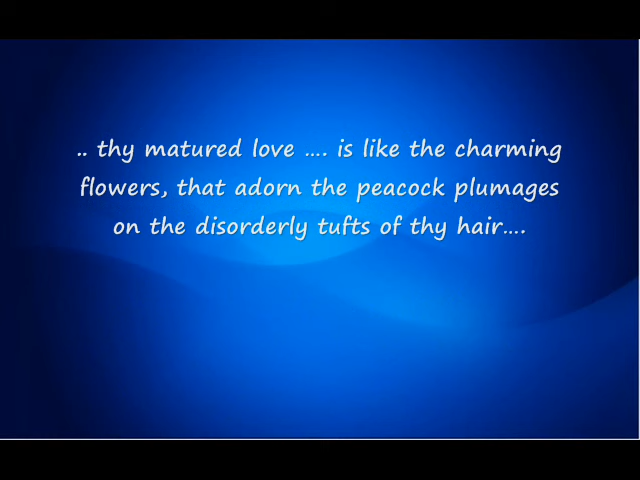 .. thy matured love .... is like the charming
flowers, that adorn the peacock plumages
on the disorderly tufts of thy hair....